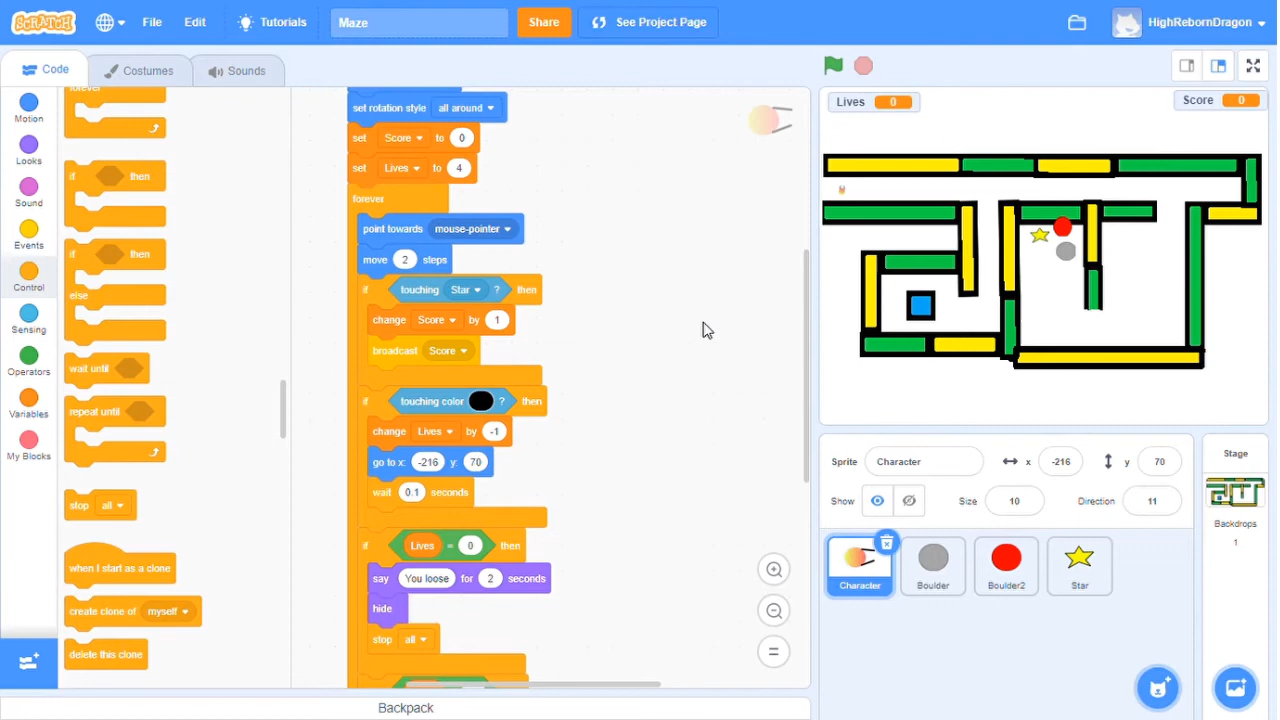 SCRATCH File Edit Tutorials Maze Share See Project Page HighRebornDragon
Code Costumes Sounds
Motion
Looks
Sound
Events
Control
Sensing
Operators
Variables
My Blocks
forever
if then
if then
else
wait until
repeat until
stop all
when I start as a clone
create clone of myself
delete this clone
set rotation style all around
set Score to 0
set Lives to 4
forever
point towards mouse-pointer
move 2 steps
if touching Star ? then
change Score by 1
broadcast Score
if touching color ? then
change Lives by -1
go to x: -216 y: 70
wait 0.1 seconds
if Lives = 0 then
say You loose for 2 seconds
hide
stop all
Backpack
Lives 0
Score 0
Sprite Character x -216 y 70
Show Size 10 Direction 11
Character Boulder Boulder2 Star
Stage
Backdrops
1